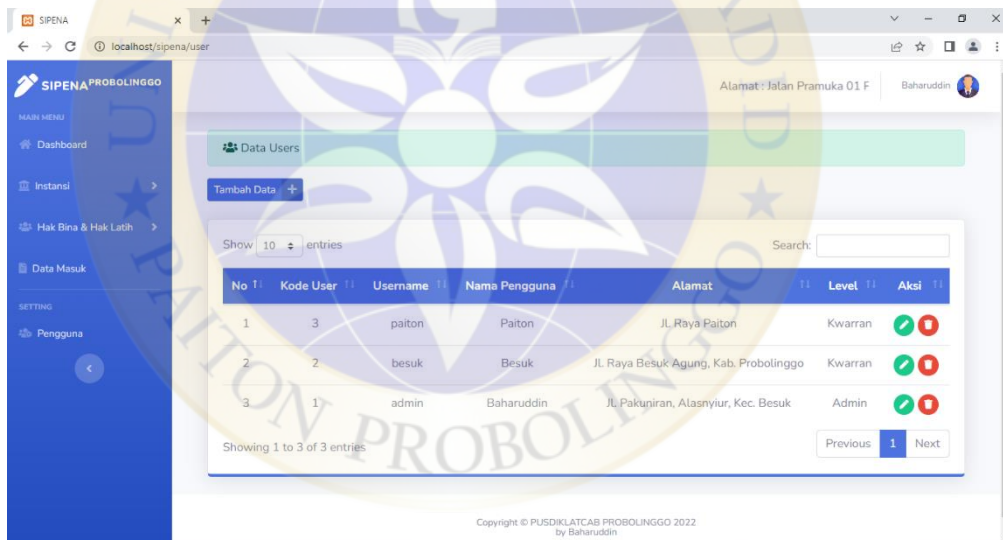 SIPENA
localhost/sipena/user
SIPENA PROBOLINGGO
Alamat : Jalan Pramuka 01 F
Baharuddin
MAIN MENU
Dashboard
Instansi
Hak Bina & Hak Latih
Data Masuk
SETTING
Pengguna
Data Users
Tambah Data
Show 10 entries
Search:
No Kode User Username Nama Pengguna Alamat Level Aksi
1 3 paiton Paiton Jl. Raya Paiton Kwarran
2 2 besuk Besuk Jl. Raya Besuk Agung, Kab. Probolinggo Kwarran
3 1 admin Baharuddin Jl. Pakuniran, Alasnyiur, Kec. Besuk Admin
Showing 1 to 3 of 3 entries
Previous 1 Next
Copyright © PUSDIKLATCAB PROBOLINGGO 2022
by Baharuddin
PAITON PROBOLINGGO